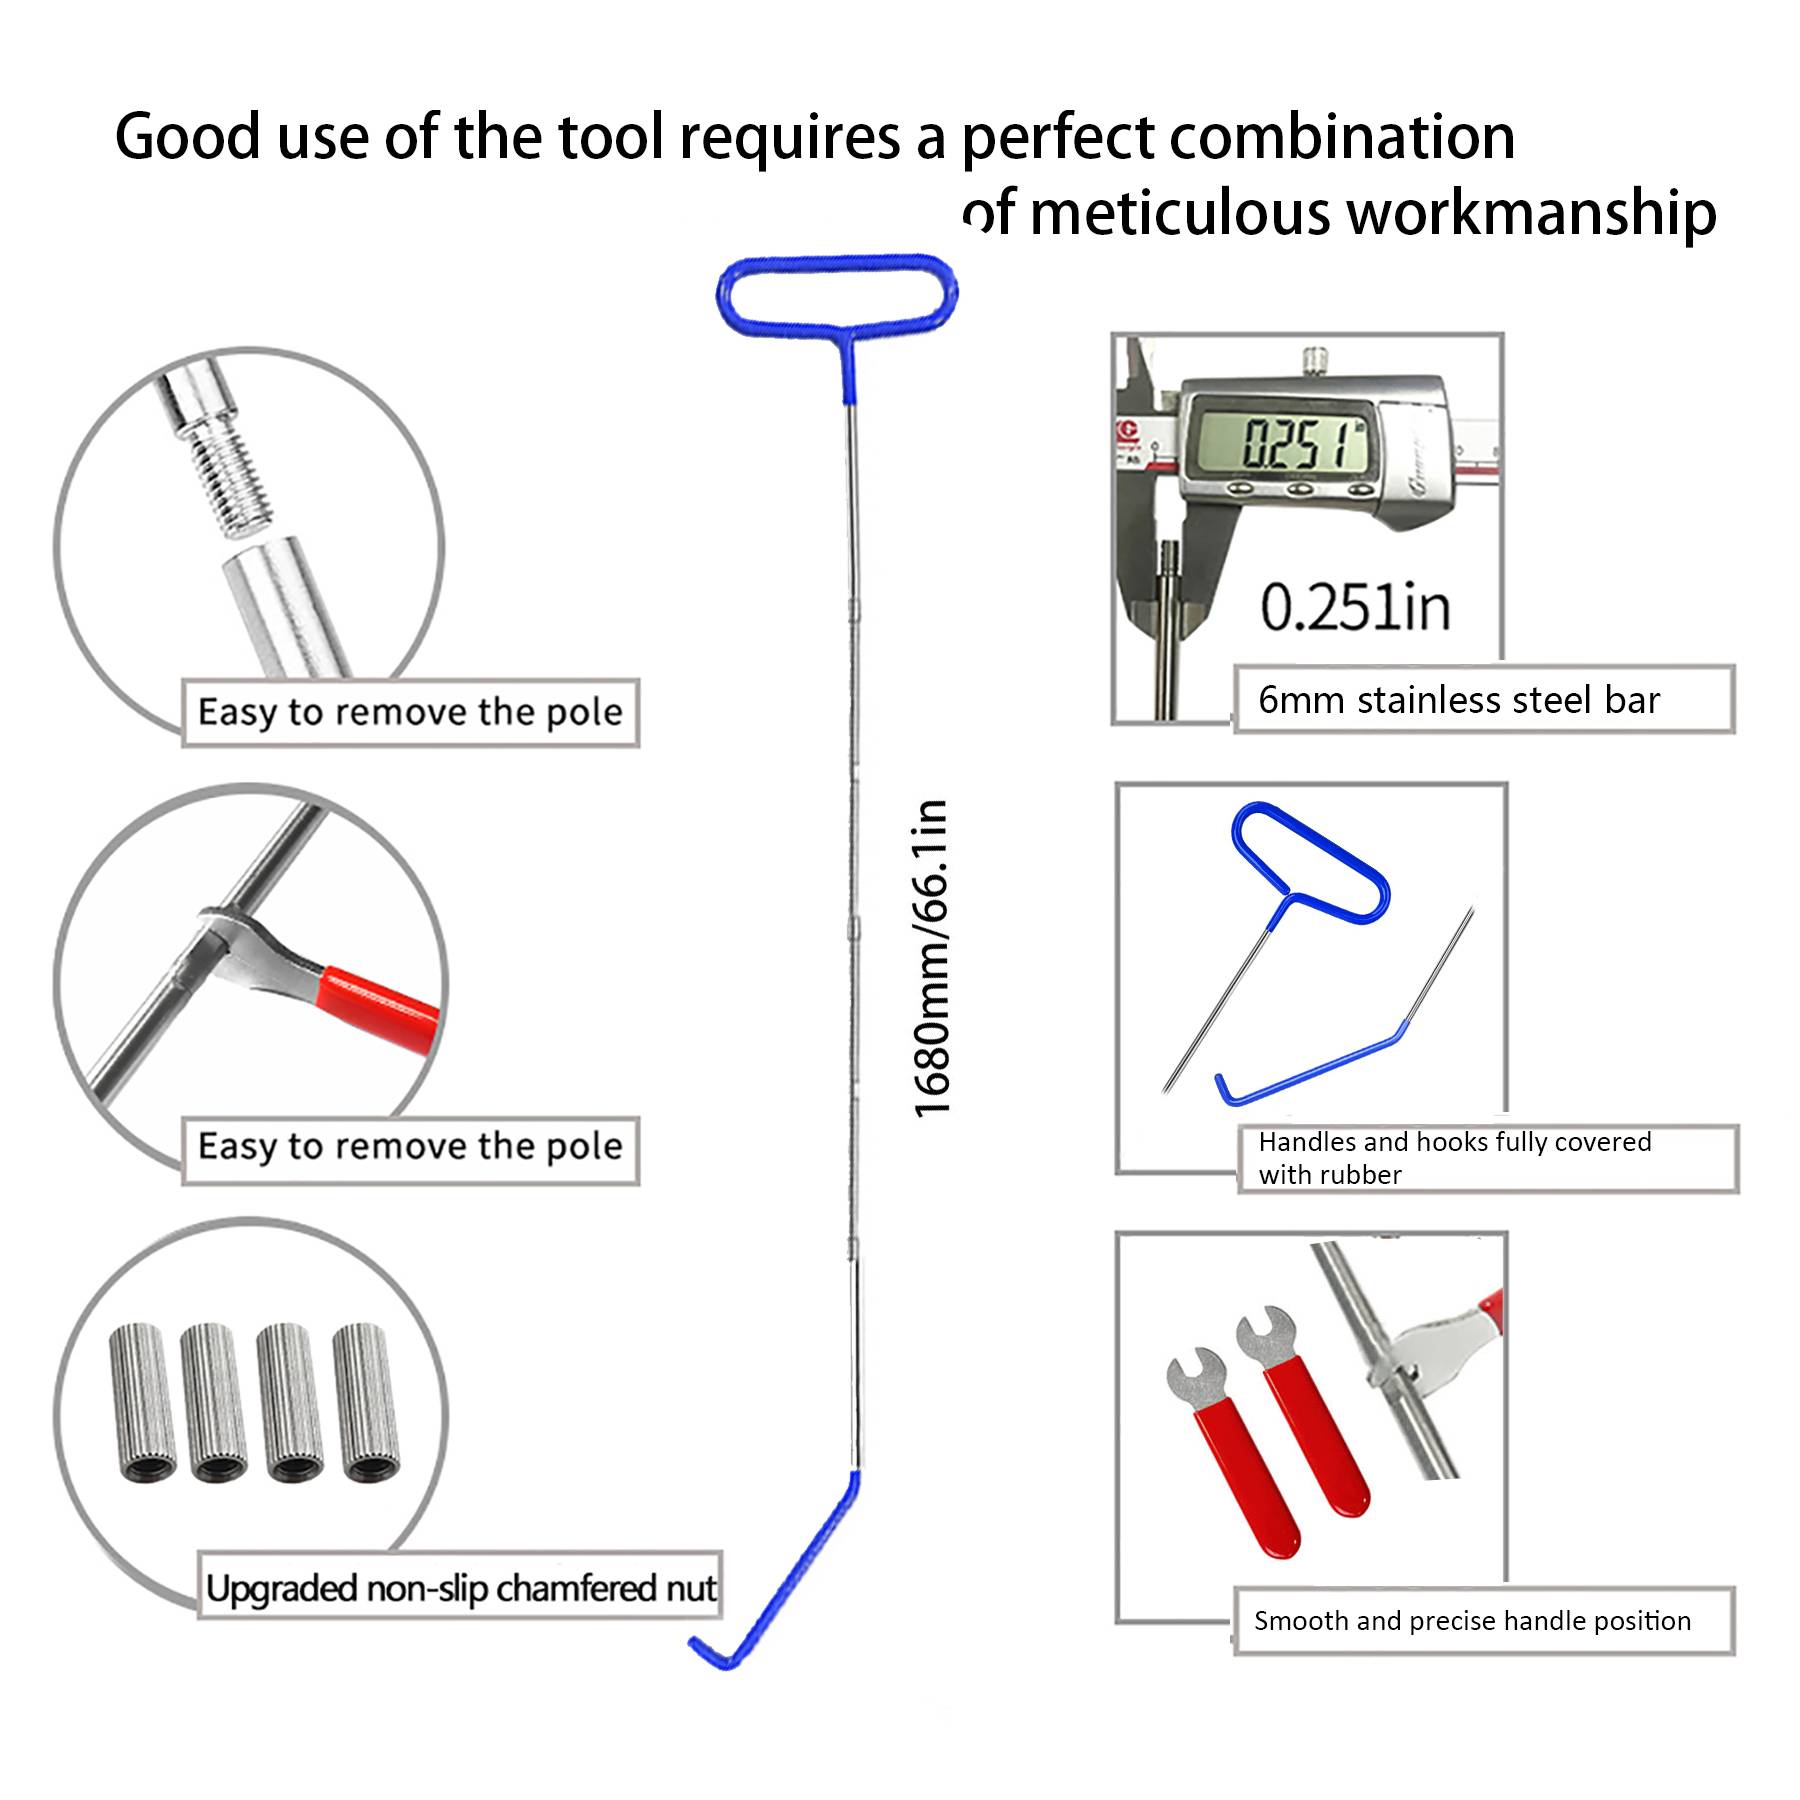 Good use of the tool requires a perfect combination
of meticulous workmanship
Easy to remove the pole
Easy to remove the pole
Upgraded non-slip chamfered nut
1680mm/66.1in
0.251
0.251in
6mm stainless steel bar
Handles and hooks fully covered
with rubber
Smooth and precise handle position